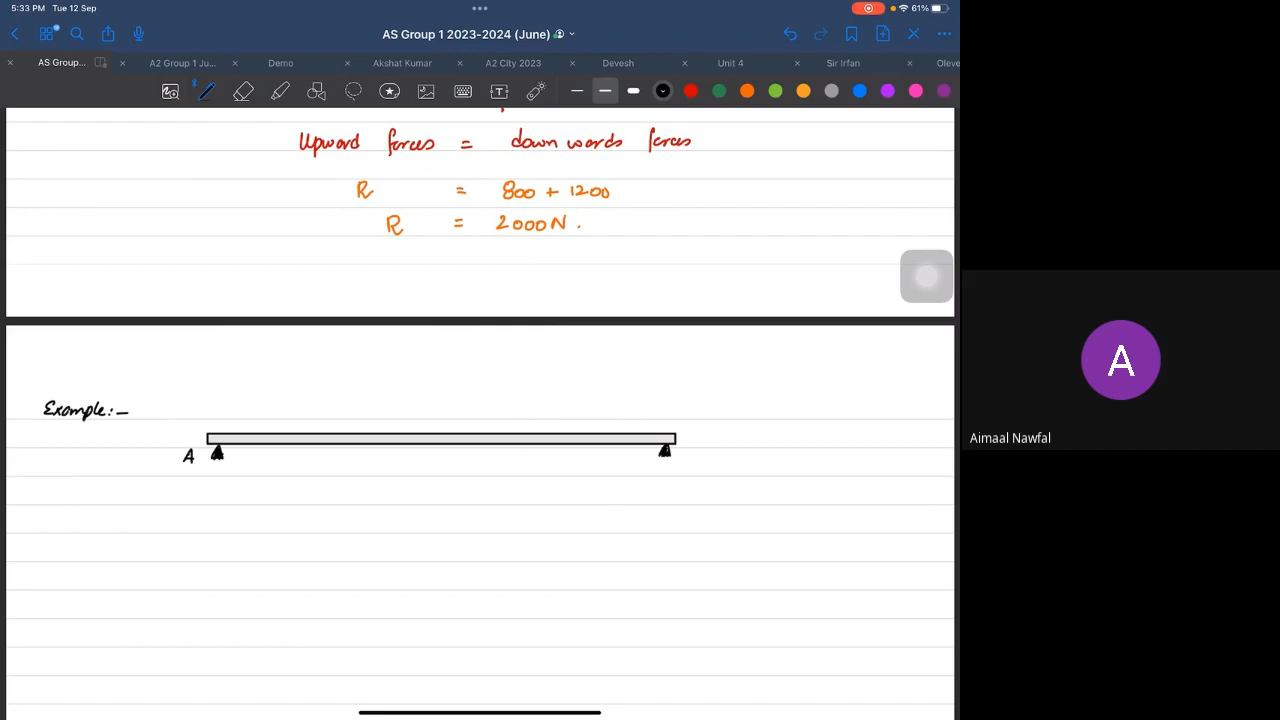 5:33 PM Tue 12 Sep
61%
AS Group 1 2023-2024 (June)
AS Group...
A2 Group 1 Ju...
Demo
Akshat Kumar
A2 City 2023
Devesh
Unit 4
Sir Irfan
Oleve
Upward forces = down words forces
R = 800 + 1200
R = 2000N.
Example:-
A
A
Aimaal Nawfal